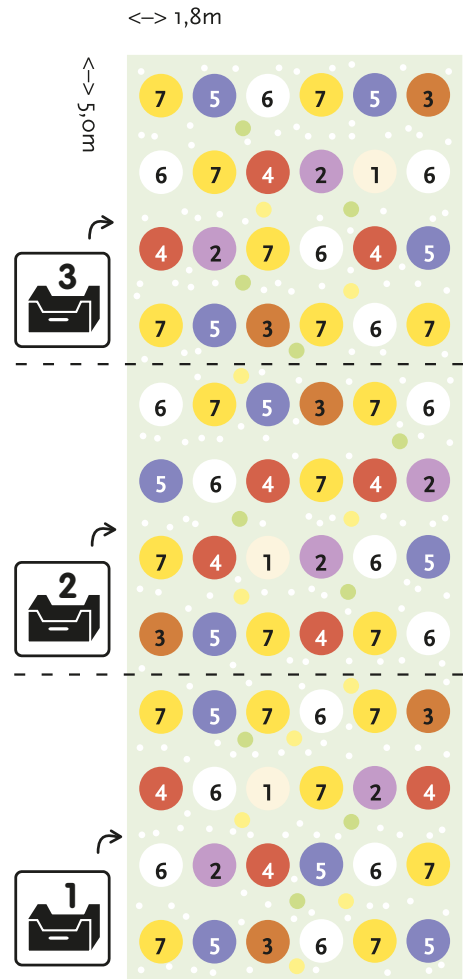 <—> 1,8m
<—> 5,0m
7 5 6 7 5 3
6 7 4 2 1 6
4 2 7 6 4 5
3
7 5 3 7 6 7
6 7 5 3 7 6
5 6 4 7 4 2
7 4 1 2 6 5
2
3 5 7 4 7 6
7 5 7 6 7 3
4 6 1 7 2 4
6 2 4 5 6 7
1
7 5 3 6 7 5